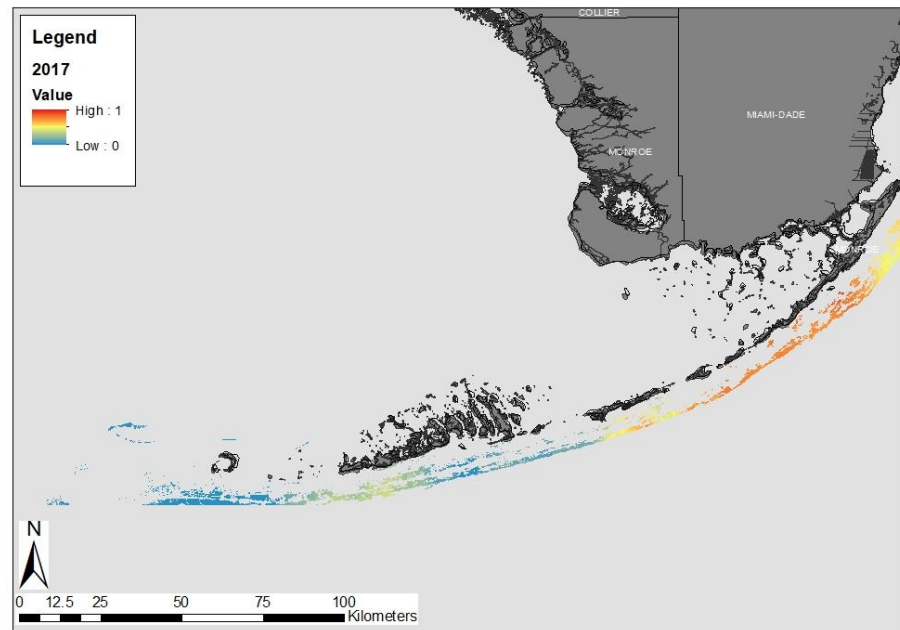 Legend
2017
Value
High : 1
Low : 0
COLLIER
MIAMI-DADE
MONROE
N
0 12.5 25 50 75 100
Kilometers